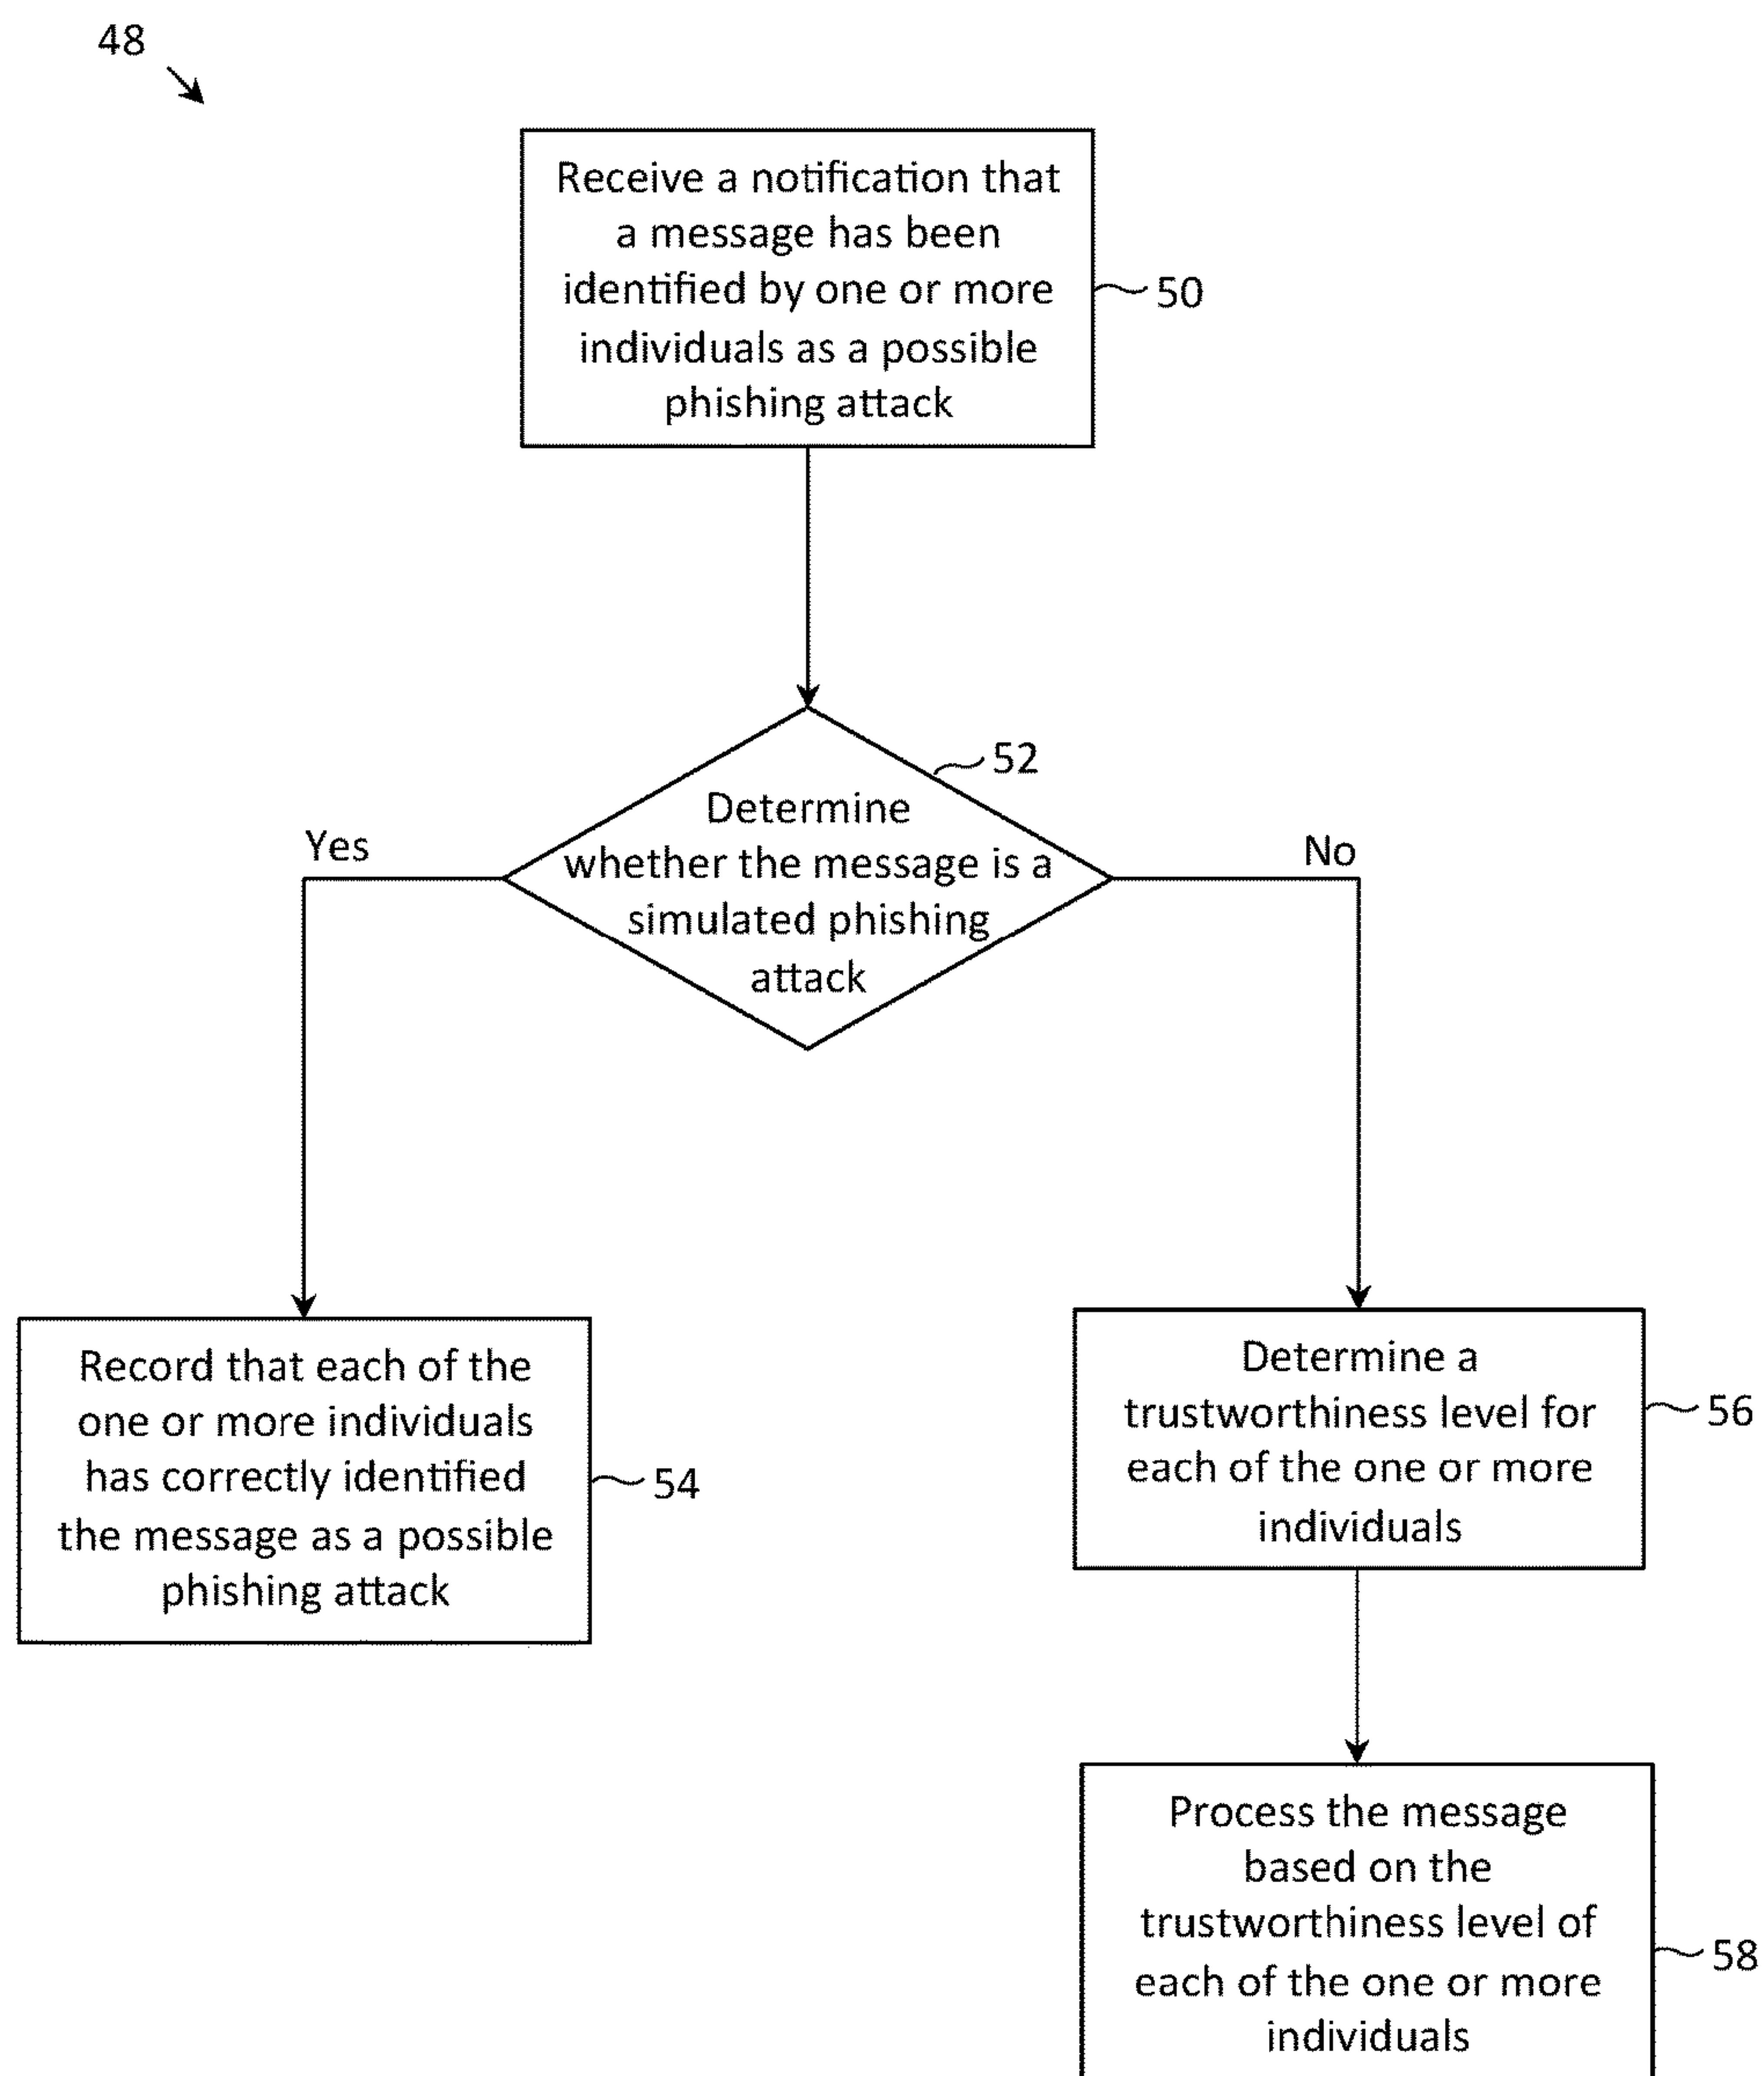 48
Receive a notification that
a message has been
identified by one or more
individuals as a possible
phishing attack
50
52
Determine
whether the message is a
simulated phishing
attack
Yes
No
Record that each of the
one or more individuals
has correctly identified
the message as a possible
phishing attack
54
Determine a
trustworthiness level for
each of the one or more
individuals
56
Process the message
based on the
trustworthiness level of
each of the one or more
individuals
58